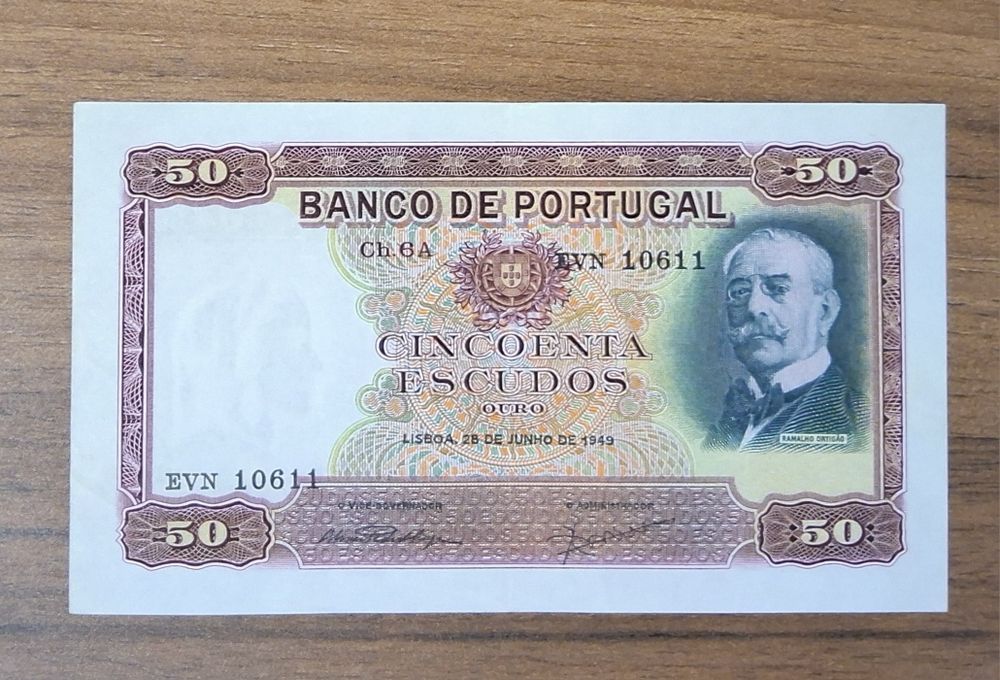 50 50
BANCO DE PORTUGAL
Ch. 6A
EVN 10611
CINCOENTA
ESCUDOS
OURO
LISBOA, 28 DE JUNHO DE 1949
RAMALHO ORTIGÃO
EVN 10611
O VICE-GOVERNADOR O ADMINISTRADOR
50 50